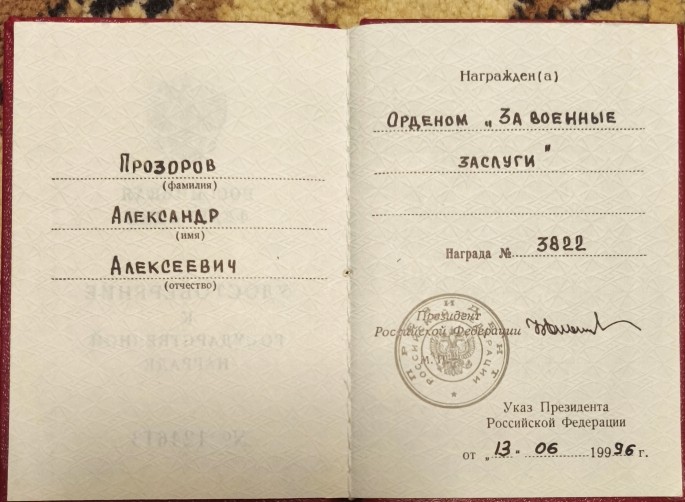 Прозоров
(фамилия)
Александр
(имя)
Алексеевич
(отчество)
Награжден(а)
Орденом „За военные
заслуги"
Награда № 3822
Президент
Российской Федерации
М.П.
Указ Президента
Российской Федерации
от „13" 06 19996 г.